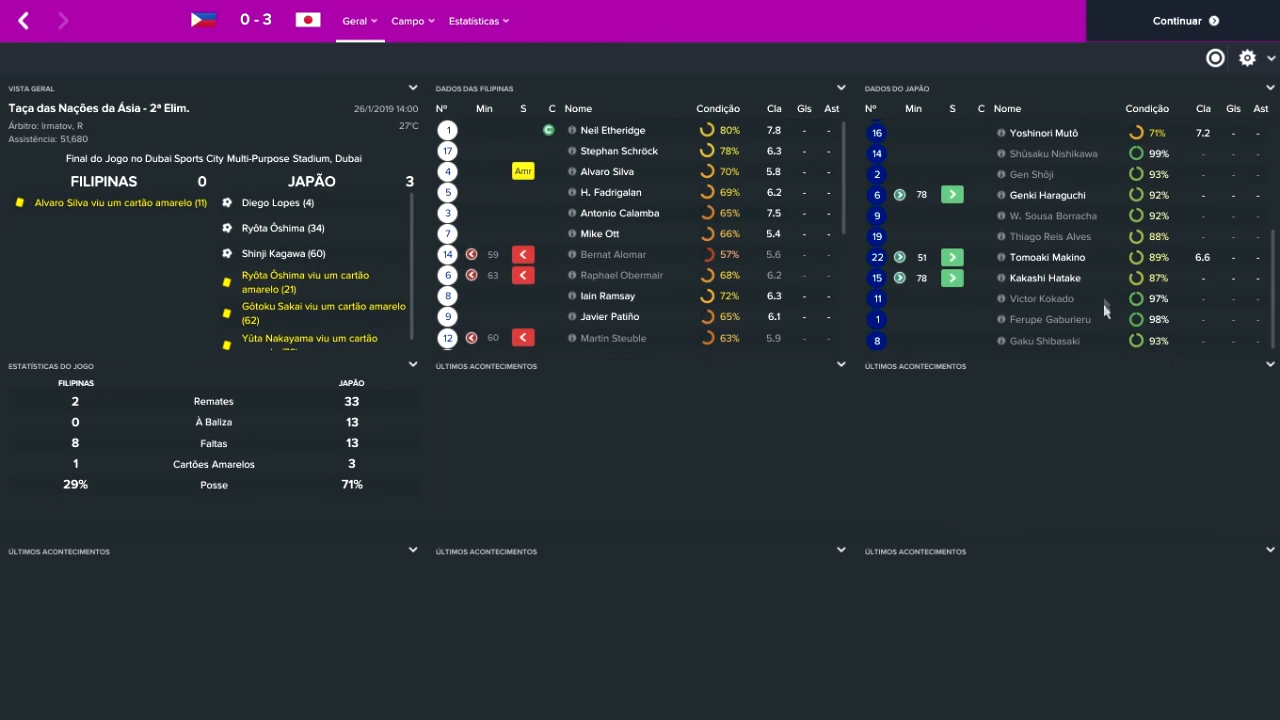 0 - 3
Geral
Campo
Estatísticas
Continuar
VISTA GERAL
Taça das Nações da Ásia - 2ª Elim.
26/1/2019 14:00
Árbitro: Irmatov, R
27°C
Assistência: 51,680
Final do Jogo no Dubai Sports City Multi-Purpose Stadium, Dubai
FILIPINAS 0 JAPÃO 3
Alvaro Silva viu um cartão amarelo (11)
Diego Lopes (4)
Ryôta Ôshima (34)
Shinji Kagawa (60)
Ryôta Ôshima viu um cartão
amarelo (21)
Gôtoku Sakai viu um cartão amarelo
(62)
Yûta Nakayama viu um cartão
DADOS DAS FILIPINAS
Nº Min S C Nome Condição Cla Gls Ast
1 C Neil Etheridge 80% 7.8 - -
17 Stephan Schröck 78% 6.3 - -
4 Amr Alvaro Silva 70% 5.8 - -
5 H. Fadrigalan 69% 6.2 - -
3 Antonio Calamba 65% 7.5 - -
7 Mike Ott 66% 5.4 - -
14 59 Bernat Alomar 57% 5.6 - -
6 63 Raphael Obermair 68% 6.2 - -
8 Iain Ramsay 72% 6.3 - -
9 Javier Patiño 65% 6.1 - -
12 60 Martin Steuble 63% 5.9 - -
DADOS DO JAPÃO
Nº Min S C Nome Condição Cla Gls Ast
16 Yoshinori Mutô 71% 7.2 - -
14 Shûsaku Nishikawa 99% - - -
2 Gen Shôji 93% - - -
6 78 Genki Haraguchi 92% - - -
9 W. Sousa Borracha 92% - - -
19 Thiago Reis Alves 88% - - -
22 51 Tomoaki Makino 89% 6.6 - -
15 78 Kakashi Hatake 87% - - -
11 Victor Kokado 97% - - -
1 Ferupe Gaburieru 98% - - -
8 Gaku Shibasaki 93% - - -
ESTATÍSTICAS DO JOGO
FILIPINAS JAPÃO
2 Remates 33
0 À Baliza 13
8 Faltas 13
1 Cartões Amarelos 3
29% Posse 71%
ÚLTIMOS ACONTECIMENTOS
ÚLTIMOS ACONTECIMENTOS
ÚLTIMOS ACONTECIMENTOS
ÚLTIMOS ACONTECIMENTOS
ÚLTIMOS ACONTECIMENTOS